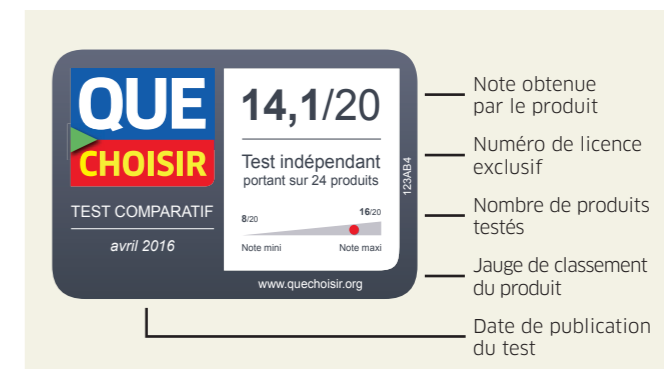 QUE
CHOISIR
TEST COMPARATIF
avril 2016
14,1/20
Test indépendant
portant sur 24 produits
8/20
16/20
Note mini
Note maxi
123AB4
www.quechoisir.org
Note obtenue
par le produit
Numéro de licence
exclusif
Nombre de produits
testés
Jauge de classement
du produit
Date de publication
du test